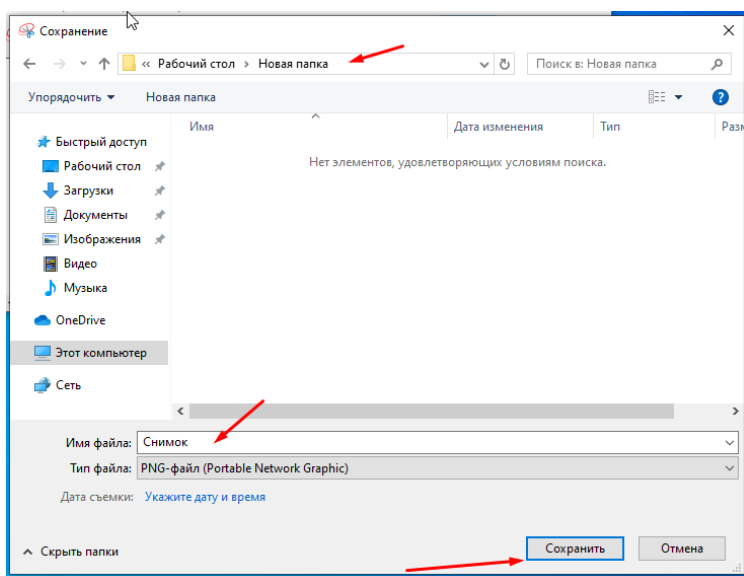 Сохранение
« Рабочий стол › Новая папка
Поиск в: Новая папка
Упорядочить
Новая папка
Имя
Дата изменения
Тип
Разм
Быстрый доступ
Нет элементов, удовлетворяющих условиям поиска.
Рабочий стол
Загрузки
Документы
Изображения
Видео
Музыка
OneDrive
Этот компьютер
Сеть
Имя файла: Снимок
Тип файла: PNG-файл (Portable Network Graphic)
Дата съемки: Укажите дату и время
Скрыть папки
Сохранить
Отмена